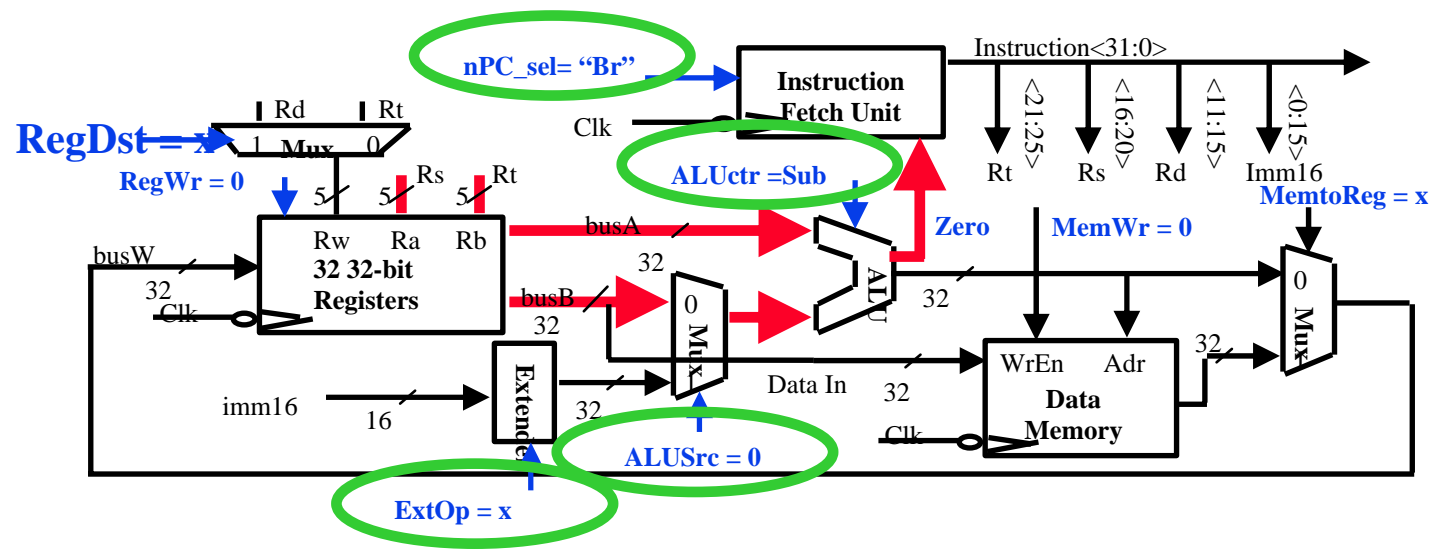 Instruction<31:0>
nPC_sel= “Br”
Instruction
Fetch Unit
Clk
<21:25>
<16:20>
<11:15>
<0:15>
Rt
Rs
Rd
Imm16
Rd
Rt
RegDst = x
1
Mux
0
RegWr = 0
5
5
Rs
5
Rt
ALUctr =Sub
Zero
MemWr = 0
MemtoReg = x
busW
32
Clk
Rw
Ra
Rb
32 32-bit
Registers
busA
32
busB
32
0
Mux
ALU
32
0
Mux
Extender
imm16
16
32
Data In
32
WrEn
Adr
Data
Memory
Clk
32
ALUSrc = 0
ExtOp = x